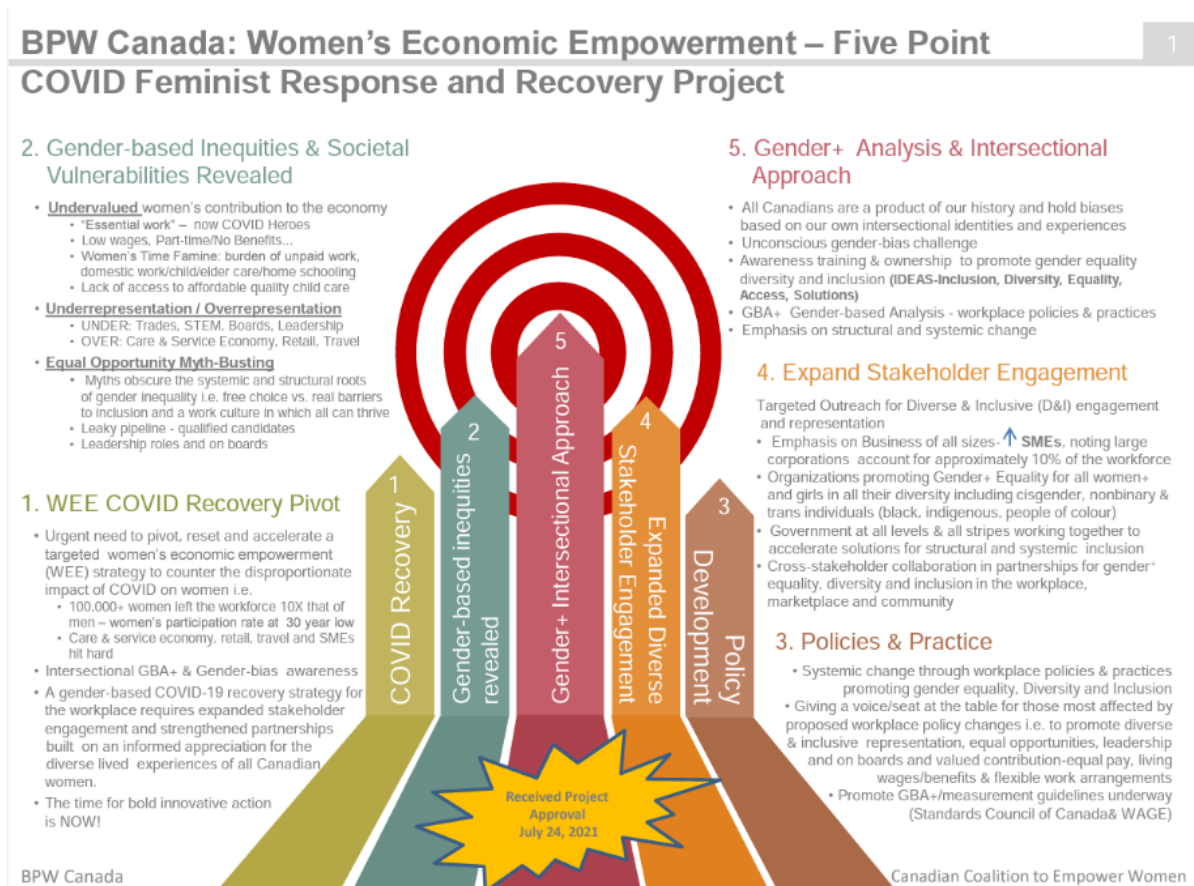 BPW Canada: Women's Economic Empowerment – Five Point
COVID Feminist Response and Recovery Project
1
2. Gender-based Inequities & Societal
Vulnerabilities Revealed
• Undervalued women's contribution to the economy
• "Essential work" – now COVID Heroes
• Low wages, Part-time/No Benefits...
• Women's Time Famine: burden of unpaid work,
domestic work/child/elder care/home schooling
• Lack of access to affordable quality child care
• Underrepresentation / Overrepresentation
• UNDER: Trades, STEM, Boards, Leadership
• OVER: Care & Service Economy, Retail, Travel
• Equal Opportunity Myth-Busting
• Myths obscure the systemic and structural roots
of gender inequality i.e. free choice vs. real barriers
to inclusion and a work culture in which all can thrive
• Leaky pipeline - qualified candidates
• Leadership roles and on boards
1. WEE COVID Recovery Pivot
• Urgent need to pivot, reset and accelerate a
targeted women's economic empowerment
(WEE) strategy to counter the disproportionate
impact of COVID on women i.e.
• 100,000+ women left the workforce 10X that of
men – women's participation rate at 30 year low
• Care & service economy, retail, travel and SMEs
hit hard
• Intersectional GBA+ & Gender-bias awareness
• A gender-based COVID-19 recovery strategy for
the workplace requires expanded stakeholder
engagement and strengthened partnerships
built on an informed appreciation for the
diverse lived experiences of all Canadian
women.
• The time for bold innovative action
is NOW!
1
COVID Recovery
2
Gender-based inequities
revealed
5
Gender+ Intersectional Approach
4
Expanded Diverse
Stakeholder Engagement
3
Policy
Development
Received Project
Approval
July 24, 2021
5. Gender+ Analysis & Intersectional
Approach
• All Canadians are a product of our history and hold biases
based on our own intersectional identities and experiences
• Unconscious gender-bias challenge
• Awareness training & ownership to promote gender equality
diversity and inclusion (IDEAS-Inclusion, Diversity, Equality,
Access, Solutions)
• GBA+ Gender-based Analysis - workplace policies & practices
• Emphasis on structural and systemic change
4. Expand Stakeholder Engagement
Targeted Outreach for Diverse & Inclusive (D&I) engagement
and representation
• Emphasis on Business of all sizes- ↑ SMEs, noting large
corporations account for approximately 10% of the workforce
• Organizations promoting Gender+ Equality for all women+
and girls in all their diversity including cisgender, nonbinary &
trans individuals (black, indigenous, people of colour)
• Government at all levels & all stripes working together to
accelerate solutions for structural and systemic inclusion
• Cross-stakeholder collaboration in partnerships for gender+
equality, diversity and inclusion in the workplace,
marketplace and community
3. Policies & Practice
• Systemic change through workplace policies & practices
promoting gender equality, Diversity and Inclusion
• Giving a voice/seat at the table for those most affected by
proposed workplace policy changes i.e. to promote diverse
& inclusive representation, equal opportunities, leadership
and on boards and valued contribution-equal pay, living
wages/benefits & flexible work arrangements
• Promote GBA+/measurement guidelines underway
(Standards Council of Canada& WAGE)
BPW Canada
Canadian Coalition to Empower Women